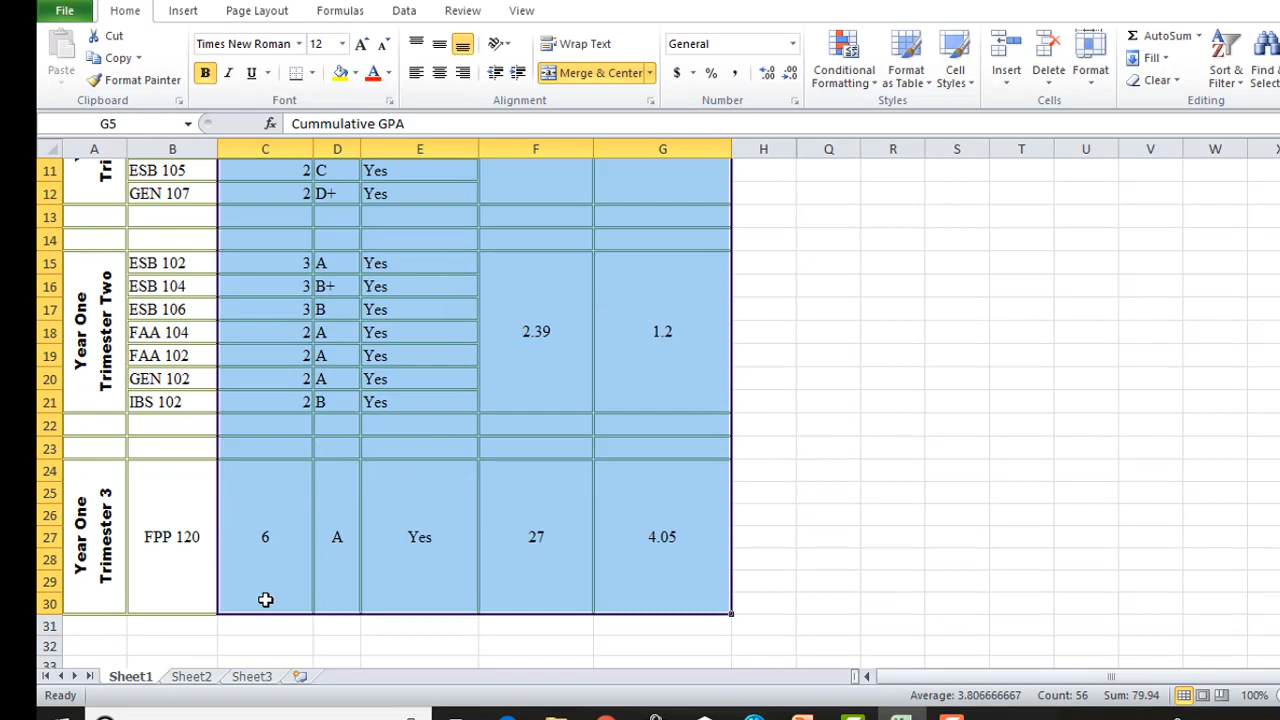 File Home Insert Page Layout Formulas Data Review View
Cut
Copy
Format Painter
Paste
Clipboard
Times New Roman 12 A A
B I U A
Font
Wrap Text
Merge & Center
Alignment
General
$ % , .0 .00 .00 .0
Number
Conditional Formatting
Format as Table
Cell Styles
Styles
Insert Delete Format
Cells
Σ AutoSum
Fill
Clear
Sort & Filter
Find &
Editing
G5 fx Cummulative GPA
A B C D E F G H Q R S T U V W
11 ESB 105 2 C Yes
12 GEN 107 2 D+ Yes
13
14
15 ESB 102 3 A Yes
16 ESB 104 3 B+ Yes
17 ESB 106 3 B Yes
18 Year One Trimester Two FAA 104 2 A Yes 2.39 1.2
19 FAA 102 2 A Yes
20 GEN 102 2 A Yes
21 IBS 102 2 B Yes
22
23
24
25
26
27 Year One Trimester 3 FPP 120 6 A Yes 27 4.05
28
29
30
31
32
33
Sheet1 Sheet2 Sheet3
Ready Average: 3.806666667 Count: 56 Sum: 79.94 100%